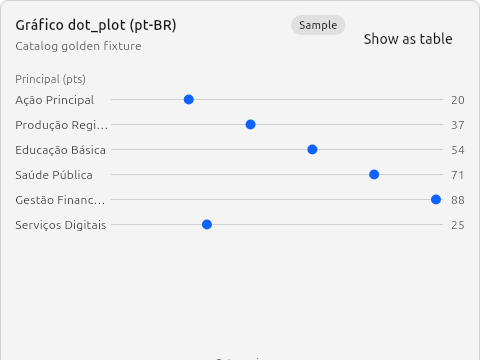 Gráfico dot_plot (pt-BR)
Sample
Show as table
Catalog golden fixture
Principal (pts)
Ação Principal 20
Produção Regi… 37
Educação Básica 54
Saúde Pública 71
Gestão Financ… 88
Serviços Digitais 25